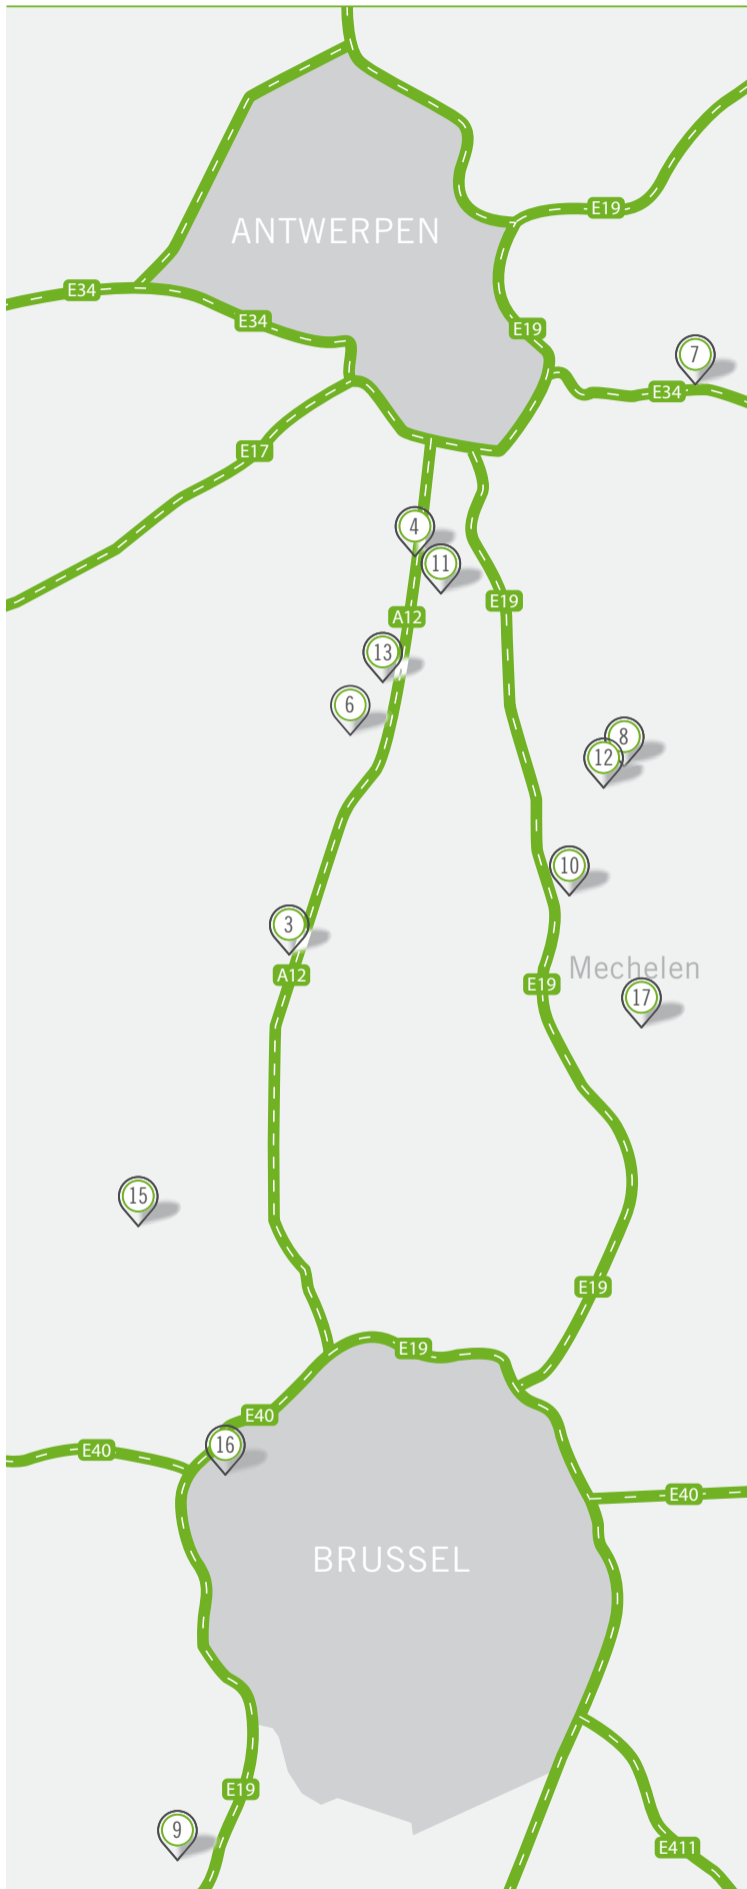 ANTWERPEN
E19
E34
E34
E19
7
E34
E17
4
11
E19
A12
13
6
8
12
10
3
Mechelen
A12
E19
17
15
E19
E19
E40
16
E40
E40
BRUSSEL
E19
9
E411